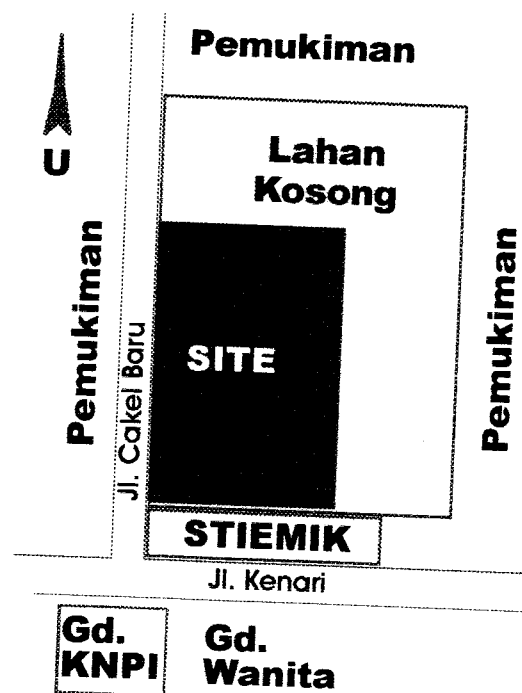 Pemukiman
U
Lahan
Kosong
Pemukiman
Jl. Cakel Baru
SITE
Pemukiman
STIEMIK
Jl. Kenari
Gd.
KNPI
Gd.
Wanita